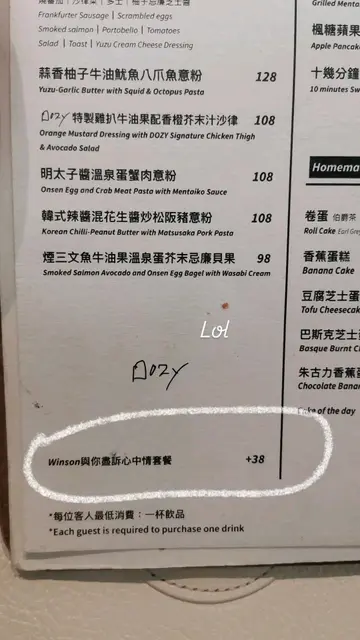 Frankfurter Sausage | Scrambled eggs
Smoked salmon | Portobello | Tomatoes
Salad | Toast | Yuzu Cream Cheese Dressing
蒜香柚子牛油魷魚八爪魚意粉 128
Yuzu-Garlic Butter with Squid & Octopus Pasta
Dozy 特製雞扒牛油果配香橙芥末汁沙律 108
Orange Mustard Dressing with DOZY Signature Chicken Thigh
& Avocado Salad
明太子醬溫泉蛋蟹肉意粉 108
Onsen Egg and Crab Meat Pasta with Mentaiko Sauce
韓式辣醬混花生醬炒松阪豬意粉 108
Korean Chilli-Peanut Butter with Matsusaka Pork Pasta
煙三文魚牛油果溫泉蛋芥末忌廉貝果 98
Smoked Salmon Avocado and Onsen Egg Bagel with Wasabi Cream
Lol
Dozy
Winson與你盡訴心中情套餐 +38
*每位客人最低消費：一杯飲品
*Each guest is required to purchase one drink
Grilled
楓糖蘋果
Apple Pancake
十幾分鐘
10 minutes
Homema
卷蛋 伯爵茶
Roll Cake Earl Grey
香蕉蛋糕
Banana Cake
豆腐芝士蛋
Tofu Cheesecake
巴斯克芝士
Basque Burnt
朱古力香蕉蛋
Chocolate Banan
of the day